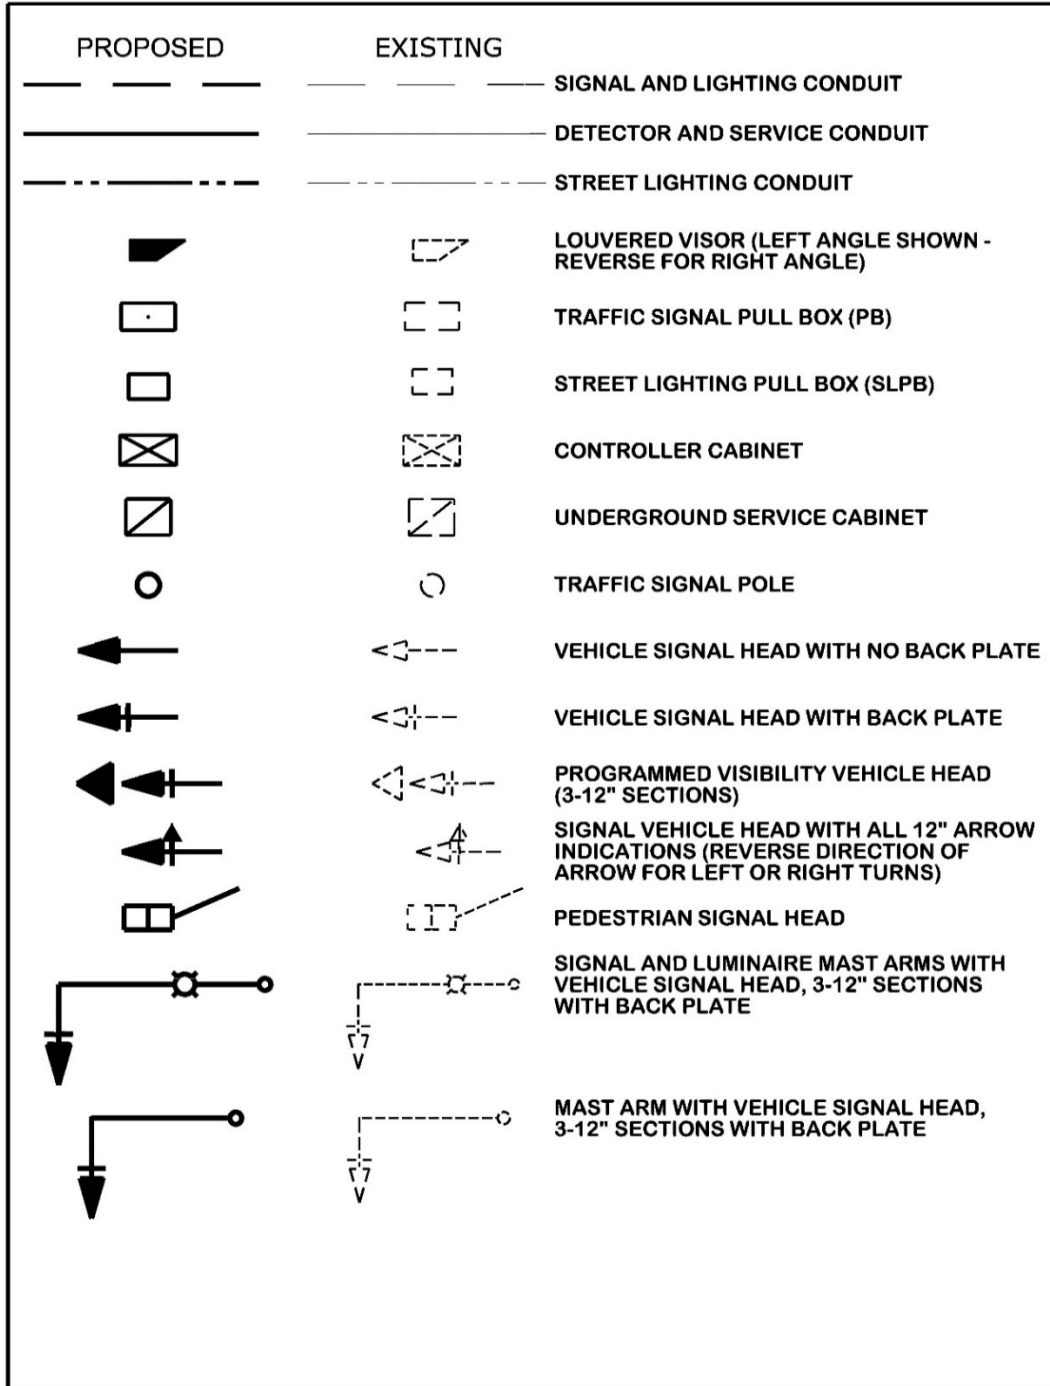 PROPOSED EXISTING
SIGNAL AND LIGHTING CONDUIT
DETECTOR AND SERVICE CONDUIT
STREET LIGHTING CONDUIT
LOUVERED VISOR (LEFT ANGLE SHOWN -
REVERSE FOR RIGHT ANGLE)
TRAFFIC SIGNAL PULL BOX (PB)
STREET LIGHTING PULL BOX (SLPB)
CONTROLLER CABINET
UNDERGROUND SERVICE CABINET
TRAFFIC SIGNAL POLE
VEHICLE SIGNAL HEAD WITH NO BACK PLATE
VEHICLE SIGNAL HEAD WITH BACK PLATE
PROGRAMMED VISIBILITY VEHICLE HEAD
(3-12" SECTIONS)
SIGNAL VEHICLE HEAD WITH ALL 12" ARROW
INDICATIONS (REVERSE DIRECTION OF
ARROW FOR LEFT OR RIGHT TURNS)
PEDESTRIAN SIGNAL HEAD
SIGNAL AND LUMINAIRE MAST ARMS WITH
VEHICLE SIGNAL HEAD, 3-12" SECTIONS
WITH BACK PLATE
MAST ARM WITH VEHICLE SIGNAL HEAD,
3-12" SECTIONS WITH BACK PLATE